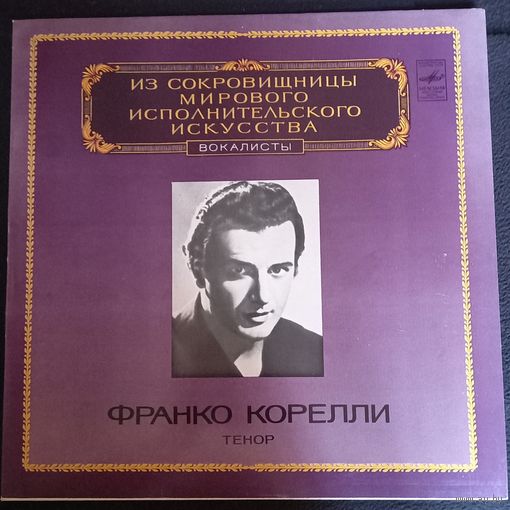 ИЗ СОКРОВИЩНИЦЫ
МИРОВОГО
ИСПОЛНИТЕЛЬСКОГО
ИСКУССТВА
ВОКАЛИСТЫ
ФРАНКО КОРЕЛЛИ
ТЕНОР